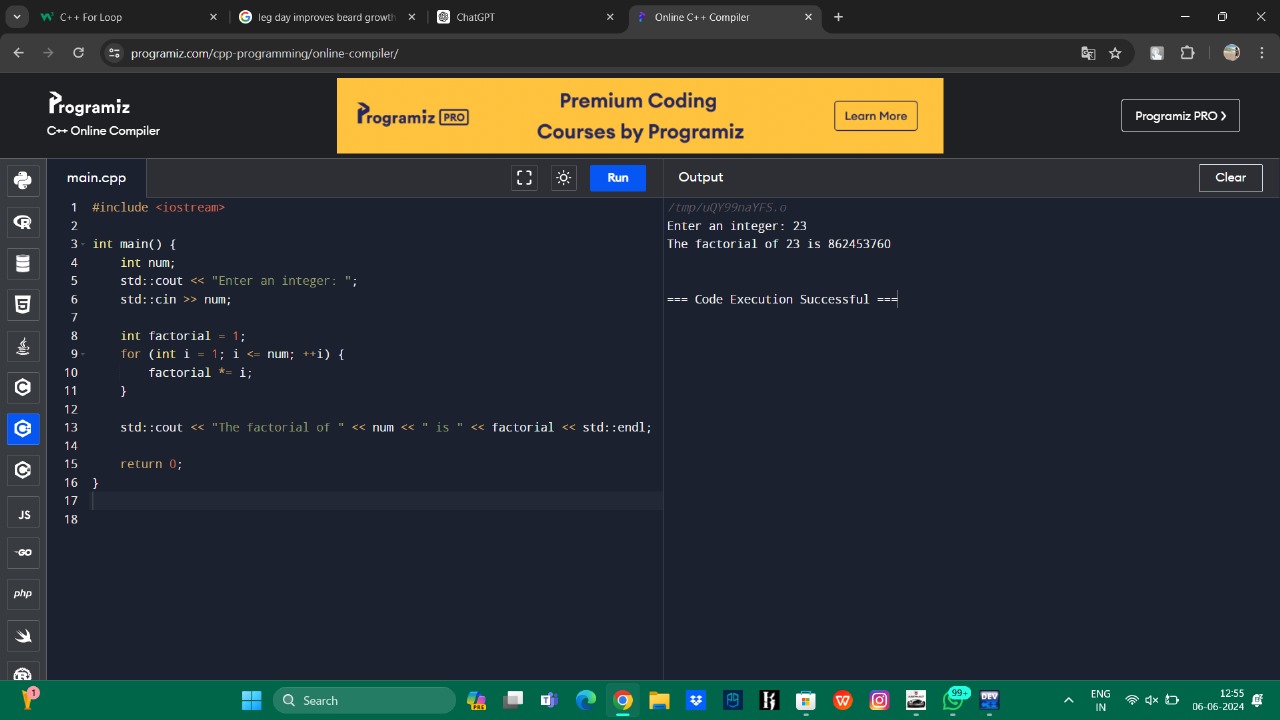 C++ For Loop
leg day improves beard growth
ChatGPT
Online C++ Compiler
programiz.com/cpp-programming/online-compiler/
Programiz
C++ Online Compiler
Programiz PRO
Premium Coding
Courses by Programiz
Learn More
Programiz PRO
main.cpp
Run
Output
Clear
1 #include <iostream>
2
3 int main() {
4 int num;
5 std::cout << "Enter an integer: ";
6 std::cin >> num;
7
8 int factorial = 1;
9 for (int i = 1; i <= num; ++i) {
10 factorial *= i;
11 }
12
13 std::cout << "The factorial of " << num << " is " << factorial << std::endl;
14
15 return 0;
16 }
17
18
/tmp/uQY99naYFS.o
Enter an integer: 23
The factorial of 23 is 862453760
=== Code Execution Successful ===
JS
GO
php
1
Search
PRE
99+
DEV
ENG
IN
12:55
06-06-2024